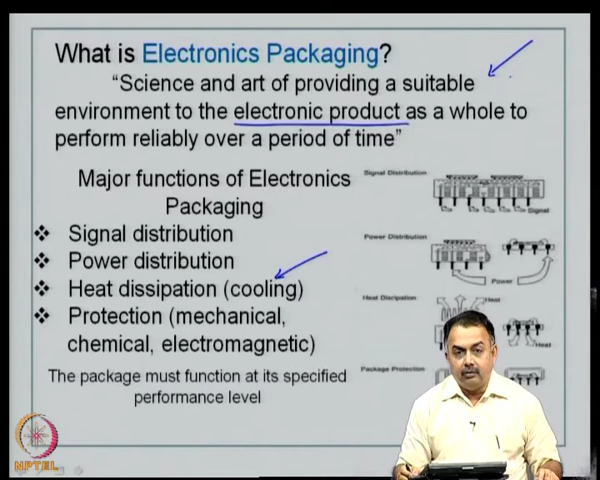 What is Electronics Packaging?
“Science and art of providing a suitable
environment to the electronic product as a whole to
perform reliably over a period of time”
Major functions of Electronics
Packaging
❖ Signal distribution
❖ Power distribution
❖ Heat dissipation (cooling)
❖ Protection (mechanical,
chemical, electromagnetic)
The package must function at its specified
performance level
Signal Distribution
Signal
Power Distribution
Power
Heat Dissipation
Heat
Heat
Package Protection
NPTEL